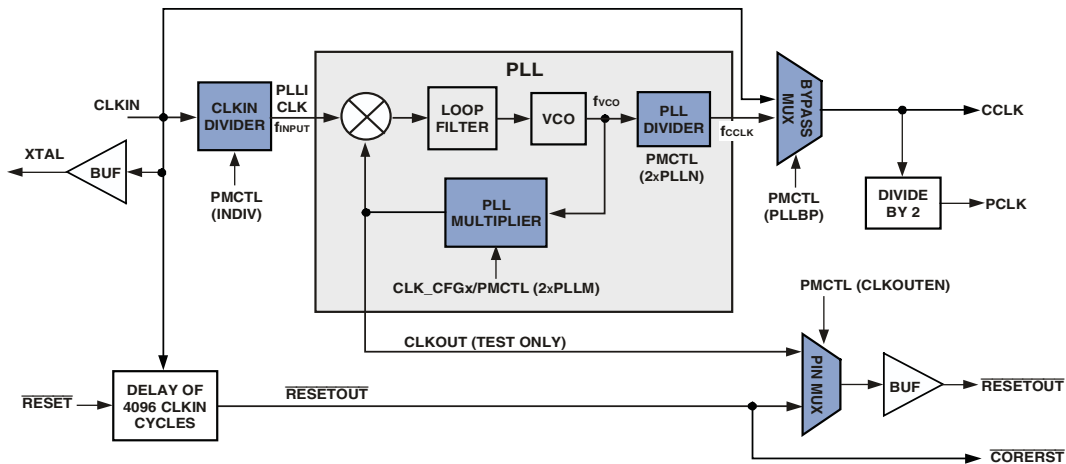 PLL
CLKIN
CLKIN
DIVIDER
PLLI
CLK
fINPUT
LOOP
FILTER
VCO
fVCO
PLL
DIVIDER
fCCLK
BYPASS
MUX
CCLK
XTAL
BUF
PMCTL
(INDIV)
PMCTL
(2xPLLN)
PLL
MULTIPLIER
PMCTL
(PLLBP)
DIVIDE
BY 2
PCLK
CLK_CFGx/PMCTL (2xPLLM)
PMCTL (CLKOUTEN)
CLKOUT (TEST ONLY)
PIN MUX
BUF
RESETOUT
RESET
DELAY OF
4096 CLKIN
CYCLES
RESETOUT
CORERST